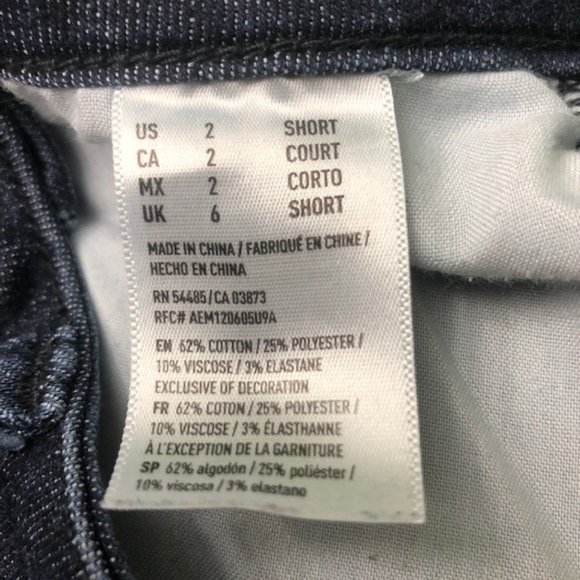 US 2 SHORT
CA 2 COURT
MX 2 CORTO
UK 6 SHORT
MADE IN CHINA / FABRIQUÉ EN CHINE /
HECHO EN CHINA
RN 54485 / CA 03873
RFC# AEM120605U9A
EN 62% COTTON / 25% POLYESTER /
10% VISCOSE / 3% ELASTANE
EXCLUSIVE OF DECORATION
FR 62% COTON / 25% POLYESTER /
10% VISCOSE / 3% ÉLASTHANNE
À L'EXCEPTION DE LA GARNITURE
SP 62% algodón / 25% poliéster /
10% viscosa / 3% elastano